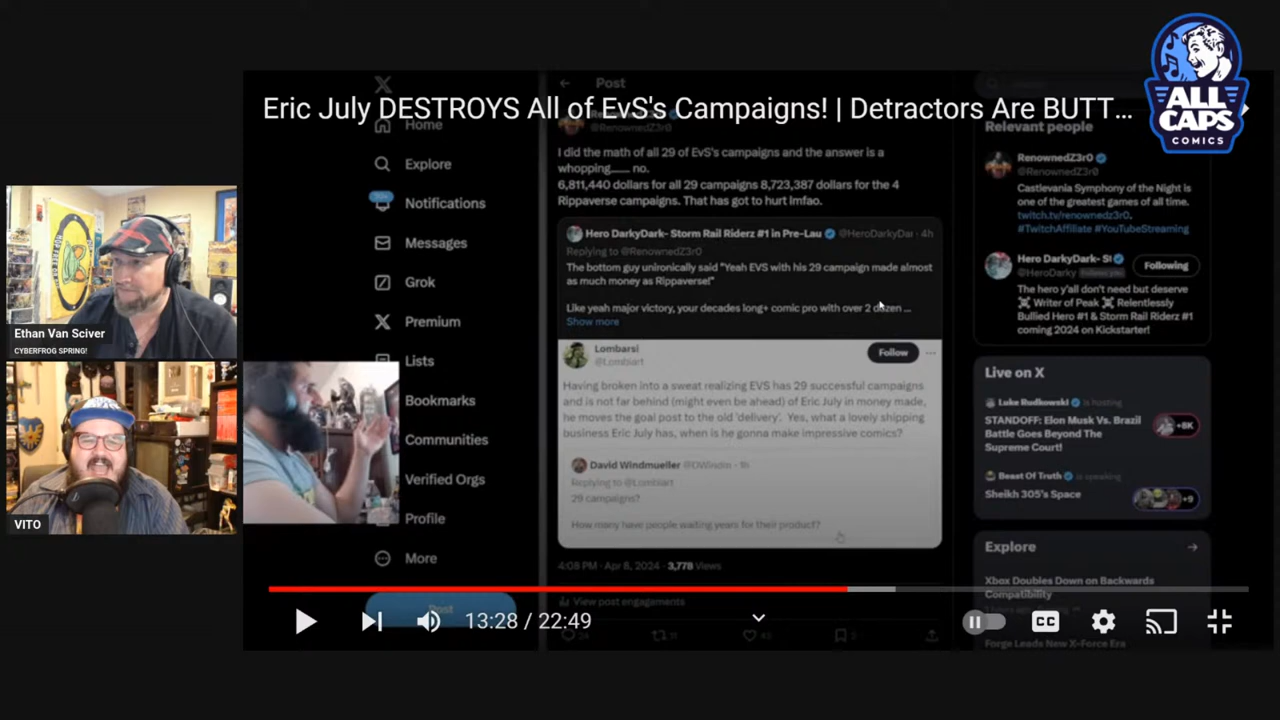 Eric July DESTROYS All of EvS's Campaigns! | Detractors Are BUTT…
ALL
CAPS
COMICS
Ethan Van Sciver
CYBERFROG SPRING!
VITO
Home
Explore
Notifications
Messages
Grok
Premium
Lists
Bookmarks
Communities
Verified Orgs
Profile
More
Post
Post
@RenownedZ3r0
I did the math of all 29 of EvS's campaigns and the answer is a
whopping....... no.
6,811,440 dollars for all 29 campaigns 8,723,387 dollars for the 4
Rippaverse campaigns. That has got to hurt lmfao.
Hero DarkyDark- Storm Rail Riderz #1 in Pre-Lau @HeroDarkyDar · 4h
Replying to @RenownedZ3r0
The bottom guy unironically said "Yeah EVS with his 29 campaign made almost
as much money as Rippaverse!"
Like yeah major victory, your decades long+ comic pro with over 2 dozen ...
Show more
Lombarsi
@Lombiart
Follow
Having broken into a sweat realizing EVS has 29 successful campaigns
and is not far behind (might even be ahead) of Eric July in money made,
he moves the goal post to the old 'delivery'. Yes, what a lovely shipping
business Eric July has, when is he gonna make impressive comics?
David Windmueller @DWindm · 1h
Replying to @Lombiart
29 campaigns?
How many have people waiting years for their product?
4:08 PM · Apr 8, 2024 · 3,778 Views
View post engagements
Relevant people
RenownedZ3r0
@RenownedZ3r0
Castlevania Symphony of the Night is
one of the greatest games of all time.
twitch.tv/renownedz3r0.
#TwitchAffiliate #YouTubeStreaming
Hero DarkyDark- St
@HeroDarky
Following
The hero y'all don't need but deserve
Writer of Peak Relentlessly
Bullied Hero #1 & Storm Rail Riderz #1
coming 2024 on Kickstarter!
Live on X
Luke Rudkowski is hosting
STANDOFF: Elon Musk Vs. Brazil
Battle Goes Beyond The
Supreme Court!
+8K
Beast Of Truth is speaking
Sheikh 305's Space
+9
Explore
Xbox Doubles Down on Backwards
Compatibility
Forge Leads New X-Force Era
13:28 / 22:49
CC